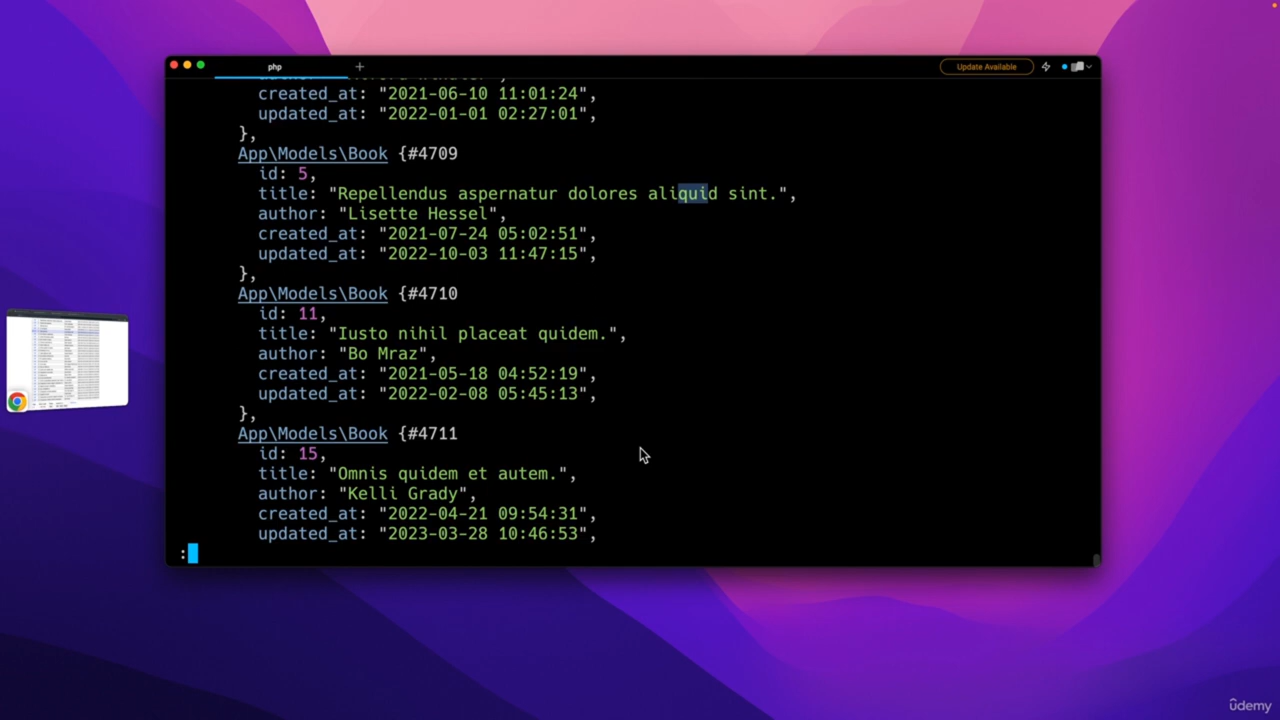 php
+
Update Available
created_at: "2021-06-10 11:01:24",
updated_at: "2022-01-01 02:27:01",
},
App\Models\Book {#4709
id: 5,
title: "Repellendus aspernatur dolores aliquid sint.",
author: "Lisette Hessel",
created_at: "2021-07-24 05:02:51",
updated_at: "2022-10-03 11:47:15",
},
App\Models\Book {#4710
id: 11,
title: "Iusto nihil placeat quidem.",
author: "Bo Mraz",
created_at: "2021-05-18 04:52:19",
updated_at: "2022-02-08 05:45:13",
},
App\Models\Book {#4711
id: 15,
title: "Omnis quidem et autem.",
author: "Kelli Grady",
created_at: "2022-04-21 09:54:31",
updated_at: "2023-03-28 10:46:53",
:
ûdemy